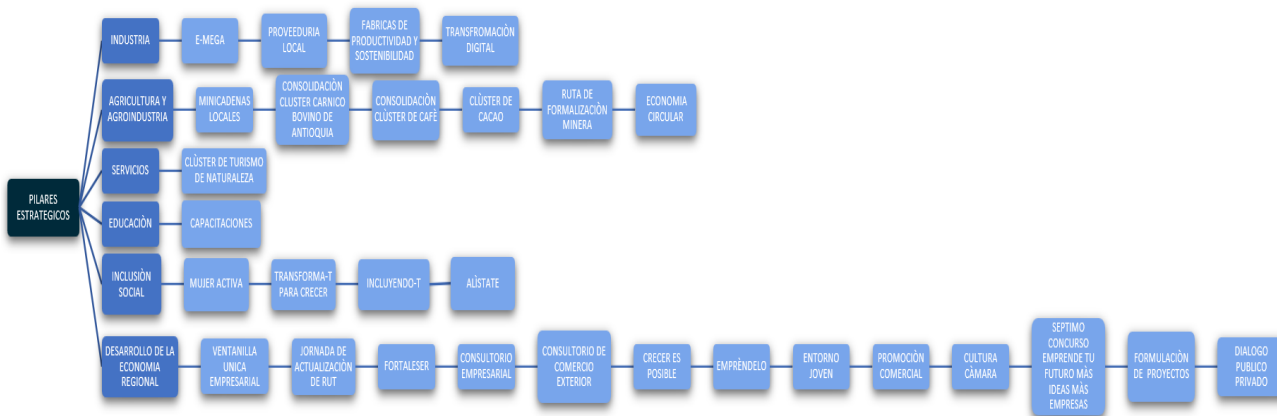 PILARES
ESTRATEGICOS
INDUSTRIA
E-MEGA
PROVEEDURIA
LOCAL
FABRICAS DE
PRODUCTIVIDAD Y
SOSTENIBILIDAD
TRANSFROMACIÒN
DIGITAL
AGRICULTURA Y
AGROINDUSTRIA
MINICADENAS
LOCALES
CONSOLIDACIÒN
CLUSTER CARNICO
BOVINO DE
ANTIOQUIA
CONSOLIDACIÒN
CLÙSTER DE CAFÈ
CLÙSTER DE
CACAO
RUTA DE
FORMALIZACIÒN
MINERA
ECONOMIA
CIRCULAR
SERVICIOS
CLÙSTER DE TURISMO
DE NATURALEZA
EDUCACIÒN
CAPACITACIONES
INCLUSIÒN
SOCIAL
MUJER ACTIVA
TRANSFORMA-T
PARA CRECER
INCLUYENDO-T
ALÌSTATE
DESARROLLO DE LA
ECONOMIA
REGIONAL
VENTANILLA
UNICA
EMPRESARIAL
JORNADA DE
ACTUALIZACIÒN
DE RUT
FORTALESER
CONSULTORIO
EMPRESARIAL
CONSULTORIO DE
COMERCIO
EXTERIOR
CRECER ES
POSIBLE
EMPRÈNDELO
ENTORNO
JOVEN
PROMOCIÒN
COMERCIAL
CULTURA
CÀMARA
SEPTIMO
CONCURSO
EMPRENDE TU
FUTURO MÀS
IDEAS MÀS
EMPRESAS
FORMULACIÒN
DE PROYECTOS
DIALOGO
PUBLICO
PRIVADO